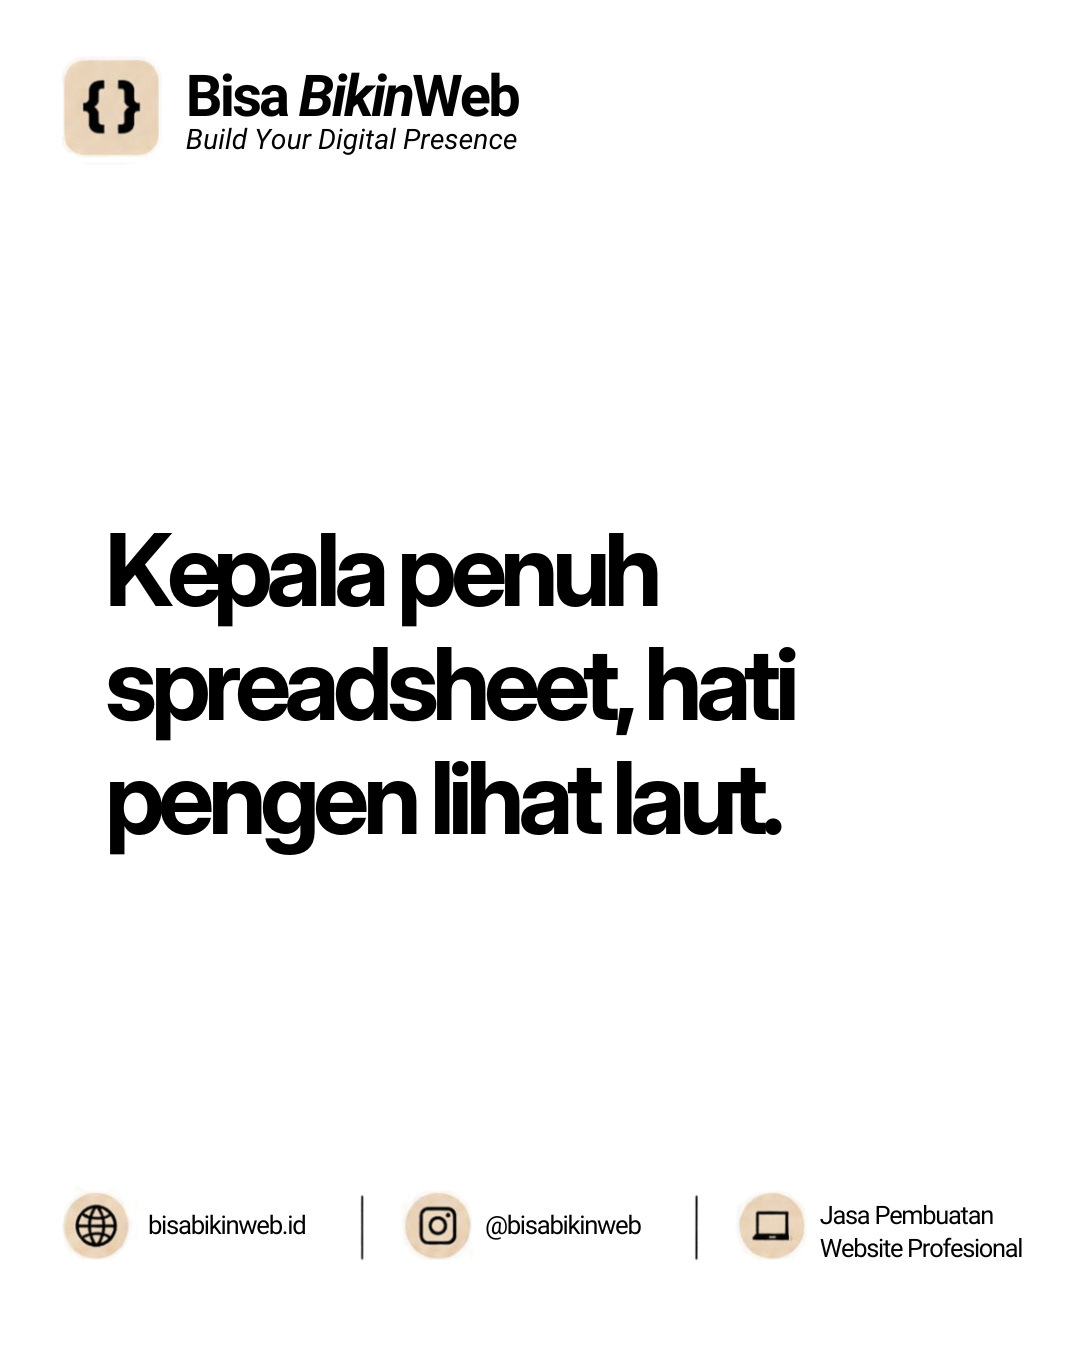 { }
Bisa BikinWeb
Build Your Digital Presence
Kepala penuh
spreadsheet, hati
pengen lihat laut.
bisabikinweb.id
@bisabikinweb
Jasa Pembuatan
Website Profesional